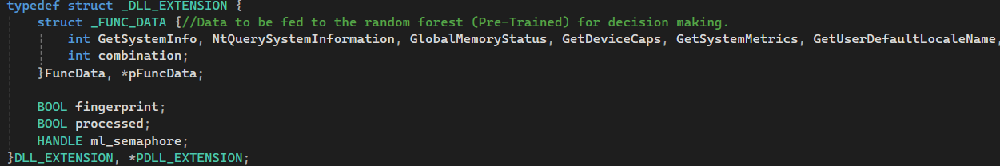 typedef struct _DLL_EXTENSION {
struct _FUNC_DATA {//Data to be fed to the random forest (Pre-Trained) for decision making.
int GetSystemInfo, NtQuerySystemInformation, GlobalMemoryStatus, GetDeviceCaps, GetSystemMetrics, GetUserDefaultLocaleName,
int combination;
}FuncData, *pFuncData;
BOOL fingerprint;
BOOL processed;
HANDLE ml_semaphore;
}DLL_EXTENSION, *PDLL_EXTENSION;